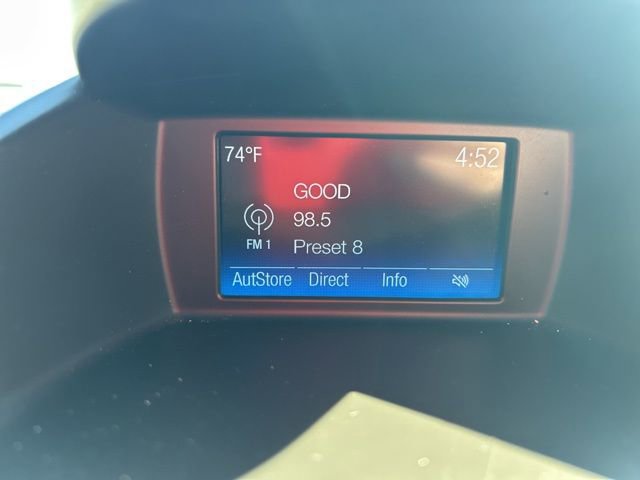 74°F 4:52
GOOD
98.5
FM 1 Preset 8
AutStore Direct Info